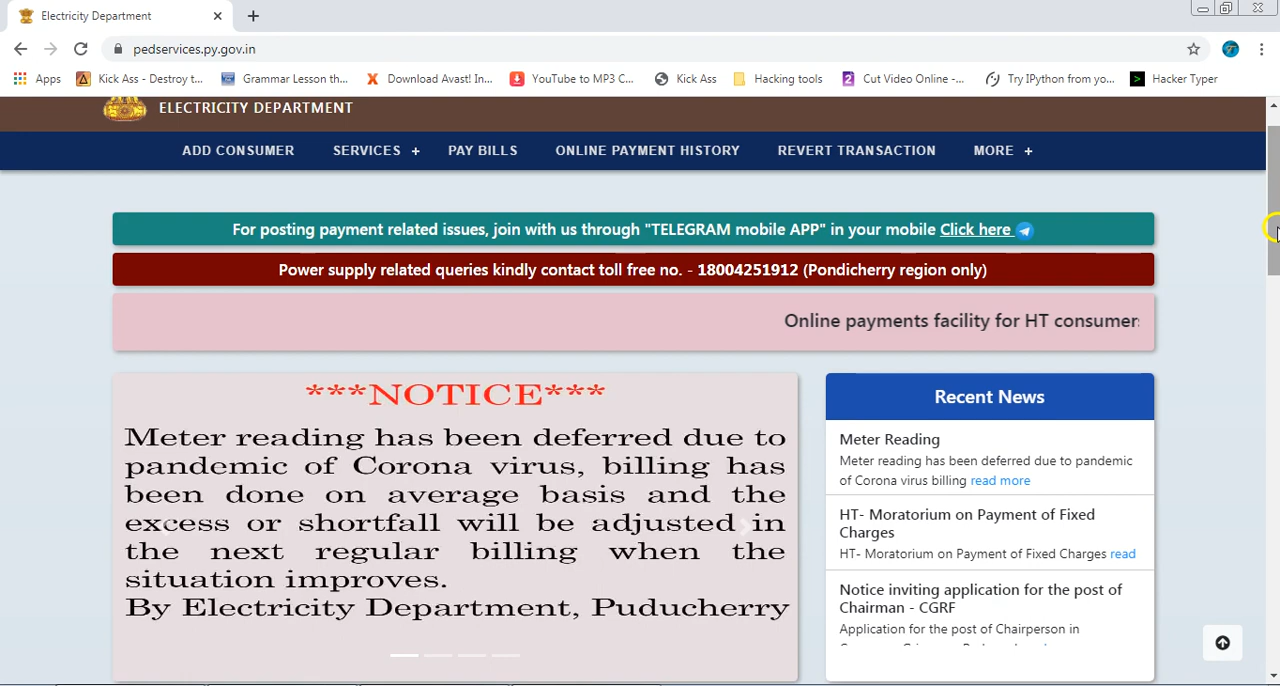 Electricity Department
pedservices.py.gov.in
Apps
Kick Ass - Destroy t...
Grammar Lesson th...
Download Avast! In...
YouTube to MP3 C...
Kick Ass
Hacking tools
Cut Video Online -...
Try IPython from yo...
Hacker Typer
ELECTRICITY DEPARTMENT
ADD CONSUMER
SERVICES +
PAY BILLS
ONLINE PAYMENT HISTORY
REVERT TRANSACTION
MORE +
For posting payment related issues, join with us through "TELEGRAM mobile APP" in your mobile Click here
Power supply related queries kindly contact toll free no. - 18004251912 (Pondicherry region only)
Online payments facility for HT consumer
***NOTICE***
Meter reading has been deferred due to
pandemic of Corona virus, billing has
been done on average basis and the
excess or shortfall will be adjusted in
the next regular billing when the
situation improves.
By Electricity Department, Puducherry
Recent News
Meter Reading
Meter reading has been deferred due to pandemic
of Corona virus billing read more
HT- Moratorium on Payment of Fixed
Charges
HT- Moratorium on Payment of Fixed Charges read
Notice inviting application for the post of
Chairman - CGRF
Application for the post of Chairperson in